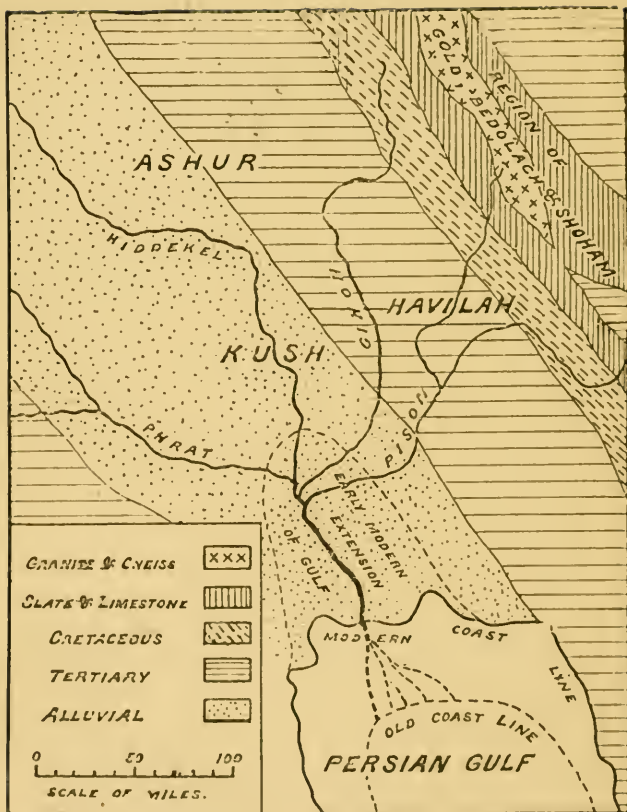 REGION OF
GOLD, BEDOLACH & SHOHAM
ASHUR
HIDDEKEL
GIHON
HAVILAH
KUSH
PISON
PHRAT
EARLY MODERN
EXTENSION
OF GULF
MODERN COAST LYNE
OLD COAST LINE
PERSIAN GULF
GRANITE & GNEISS
SLATE & LIMESTONE
CRETACEOUS
TERTIARY
ALLUVIAL
0 50 100
SCALE OF MILES.